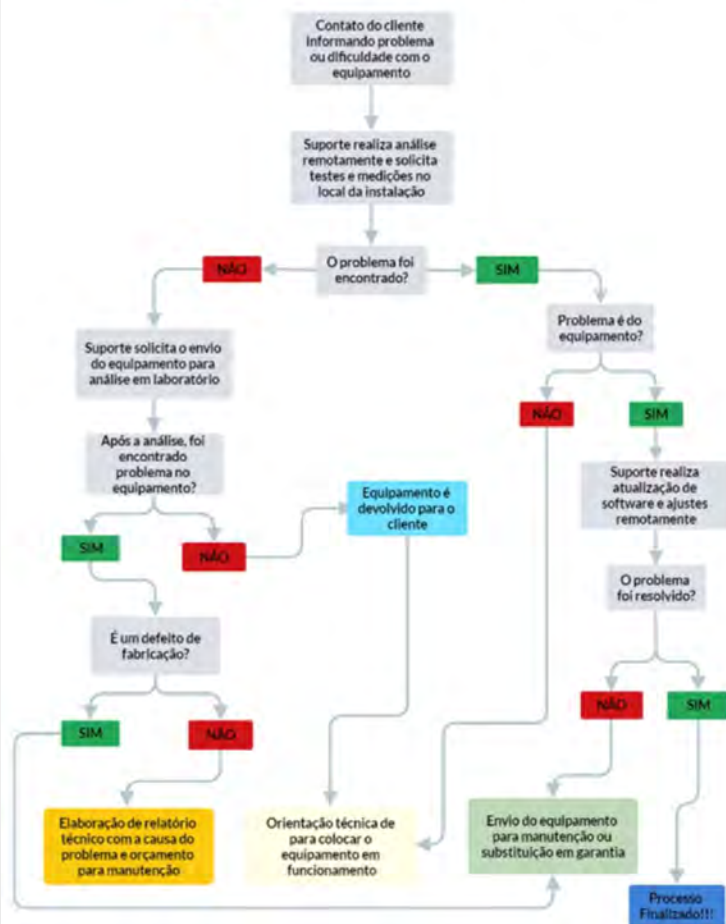 Contato do cliente
informando problema
ou dificuldade com o
equipamento
Suporte realiza análise
remotamente e solicita
testes e medições no
local da instalação
O problema foi
encontrado?
NÃO
SIM
Suporte solicita o envio
do equipamento para
análise em laboratório
Problema é do
equipamento?
NÃO
SIM
Após a análise, foi
encontrado
problema no
equipamento?
Suporte realiza
atualização de
software e ajustes
remotamente
Equipamento é
devolvido para o
cliente
SIM
NÃO
O problema
foi resolvido?
É um defeito de
fabricação?
NÃO
SIM
SIM
NÃO
Elaboração de relatório
técnico com a causa do
problema e orçamento
para manutenção
Orientação técnica de
para colocar o
equipamento em
funcionamento
Envio do equipamento
para manutenção ou
substituição em garantia
Processo
Finalizado!!!